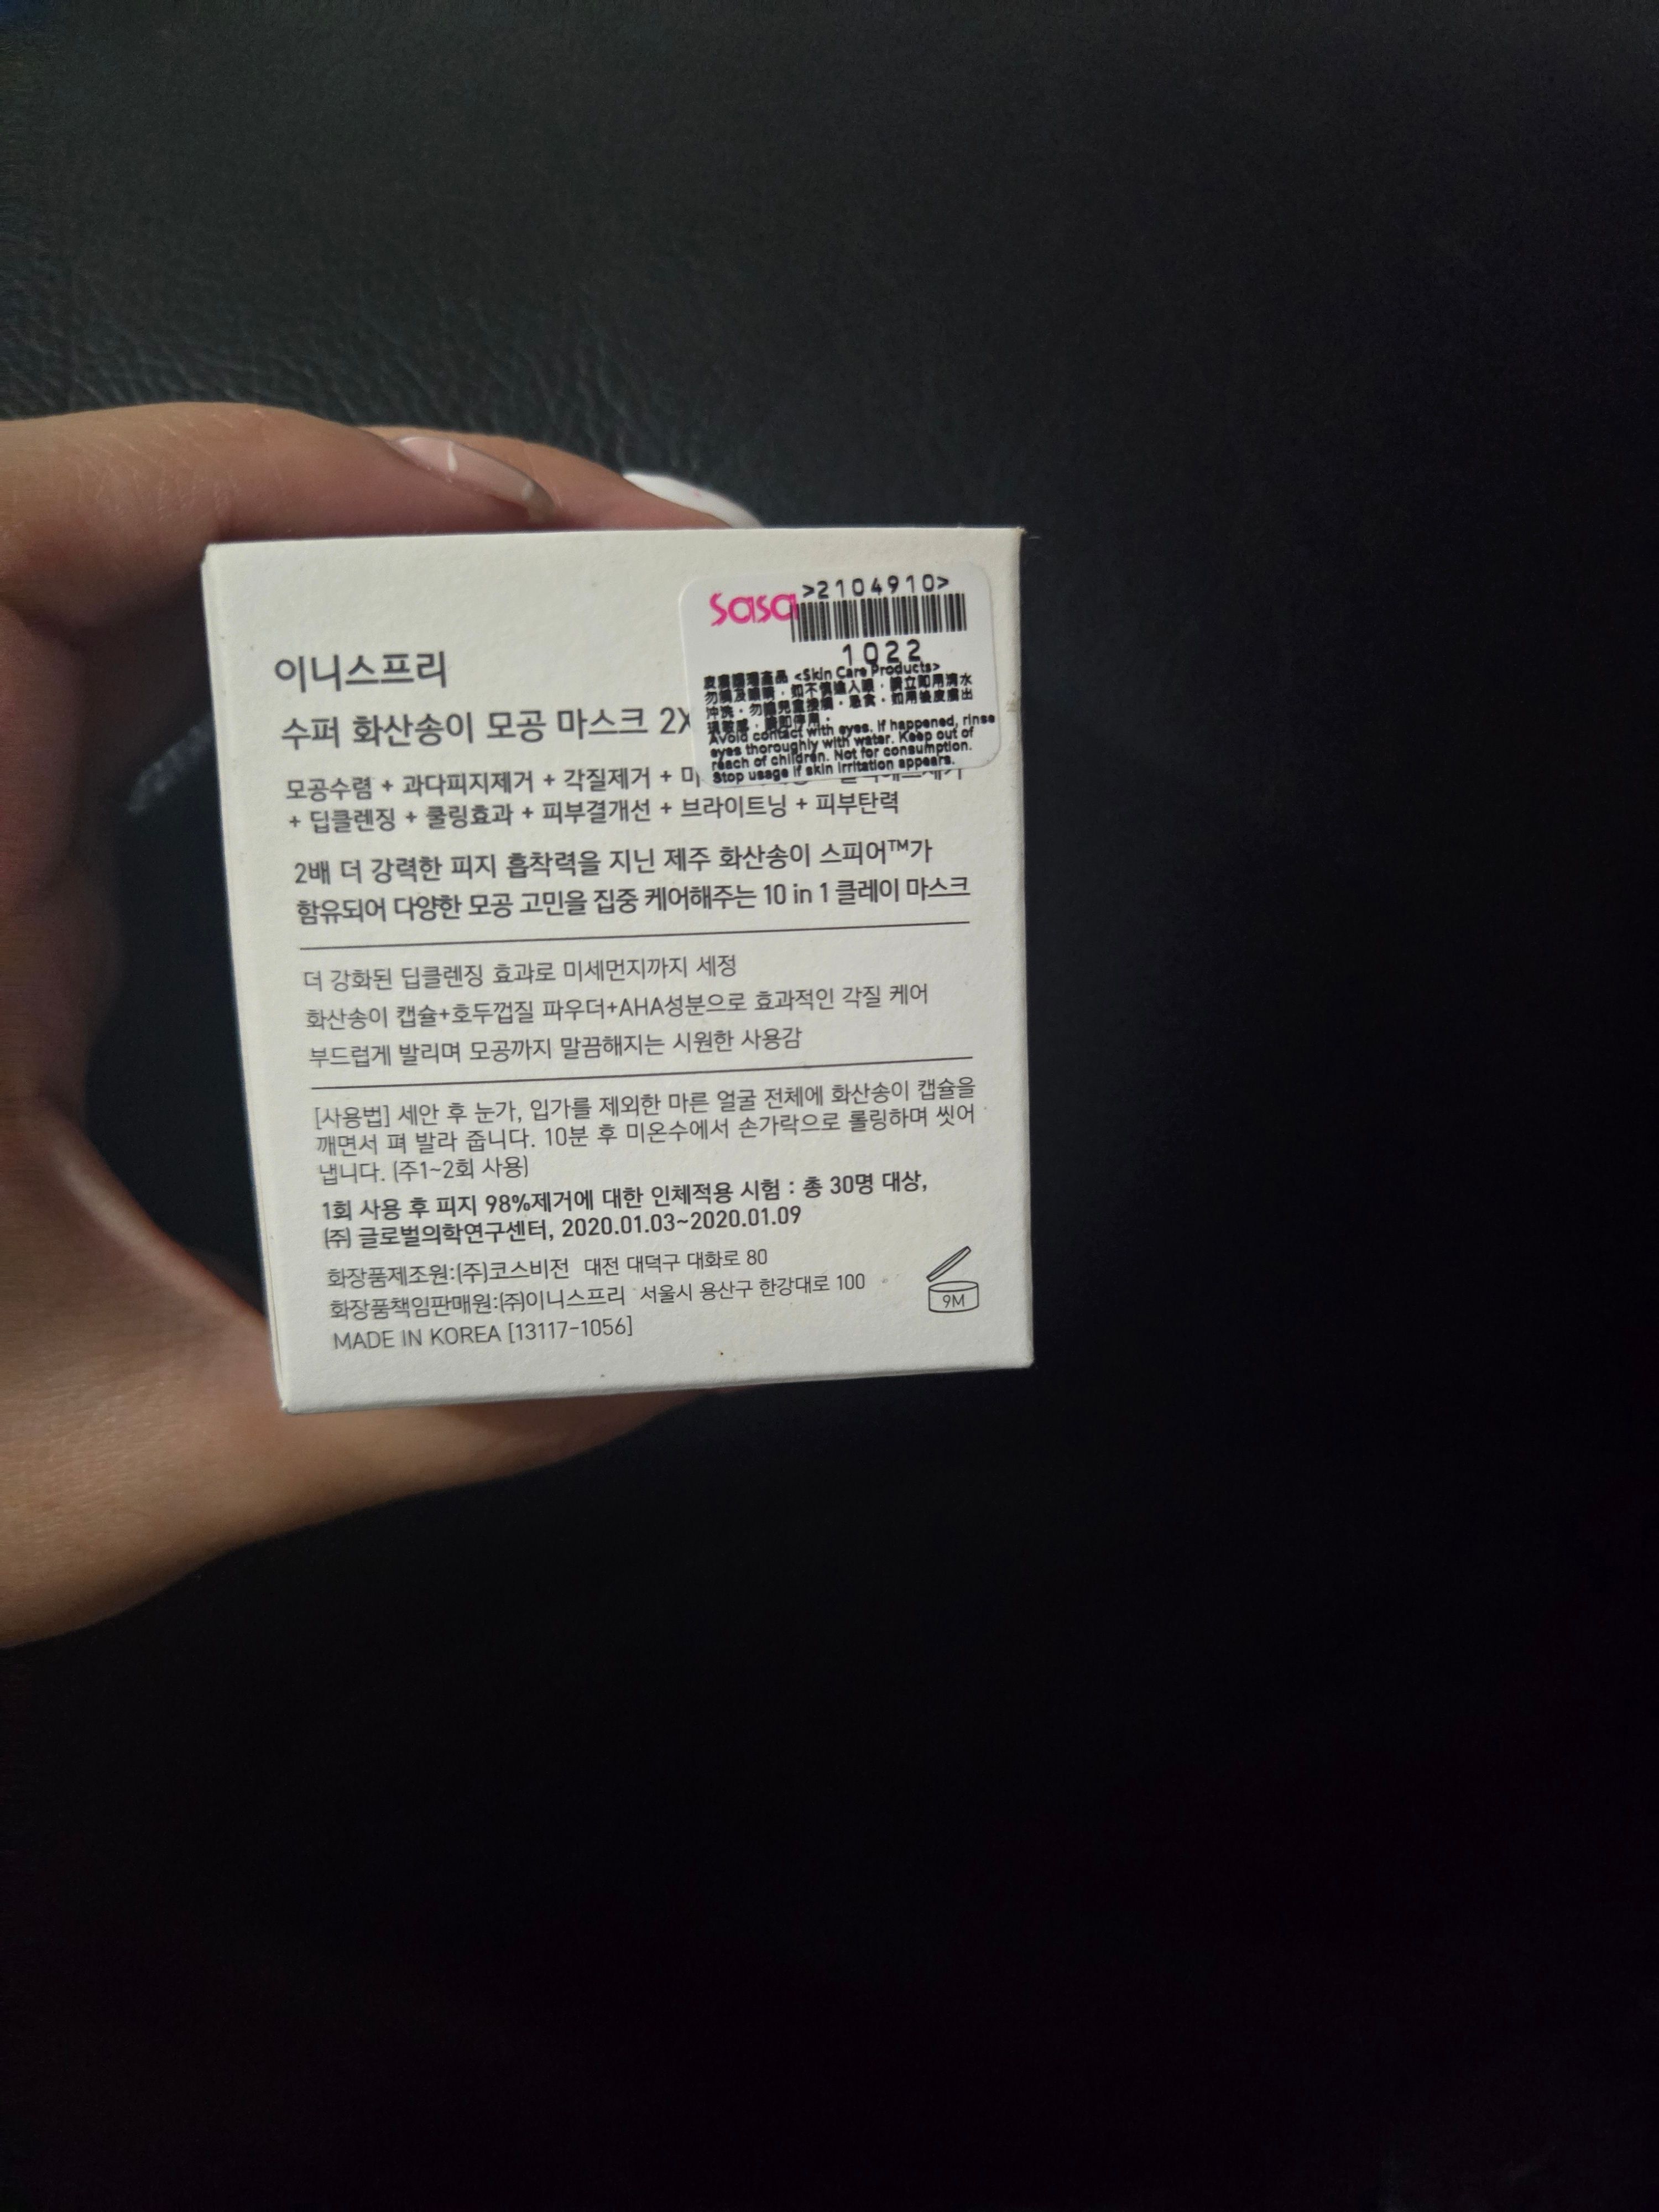 이니스프리
수퍼 화산송이 모공 마스크 2X
모공수렴 + 과다피지제거 + 각질제거 +
+ 딥클렌징 + 쿨링효과 + 피부결개선 + 브라이트닝 + 피부탄력
2배 더 강력한 피지 흡착력을 지닌 제주 화산송이 스피어™가
함유되어 다양한 모공 고민을 집중 케어해주는 10 in 1 클레이 마스크
더 강화된 딥클렌징 효과로 미세먼지까지 세정
화산송이 캡슐+호두껍질 파우더+AHA성분으로 효과적인 각질 케어
부드럽게 발리며 모공까지 말끔해지는 시원한 사용감
[사용법] 세안 후 눈가, 입가를 제외한 마른 얼굴 전체에 화산송이 캡슐을
깨면서 펴 발라 줍니다. 10분 후 미온수에서 손가락으로 롤링하며 씻어
냅니다. (주1~2회 사용)
1회 사용 후 피지 98%제거에 대한 인체적용 시험 : 총 30명 대상,
㈜ 글로벌의학연구센터, 2020.01.03~2020.01.09
화장품제조원:(주)코스비전 대전 대덕구 대화로 80
화장품책임판매원:㈜이니스프리 서울시 용산구 한강대로 100
MADE IN KOREA [13117-1056]
9M
sasa >2104910>
1022
產品 <Skin Care Products>
Avoid contact with eyes. If happened, rinse
eyes thoroughly with water. Keep out of
reach of children. Not for consumption.
Stop usage if skin irritation appears.